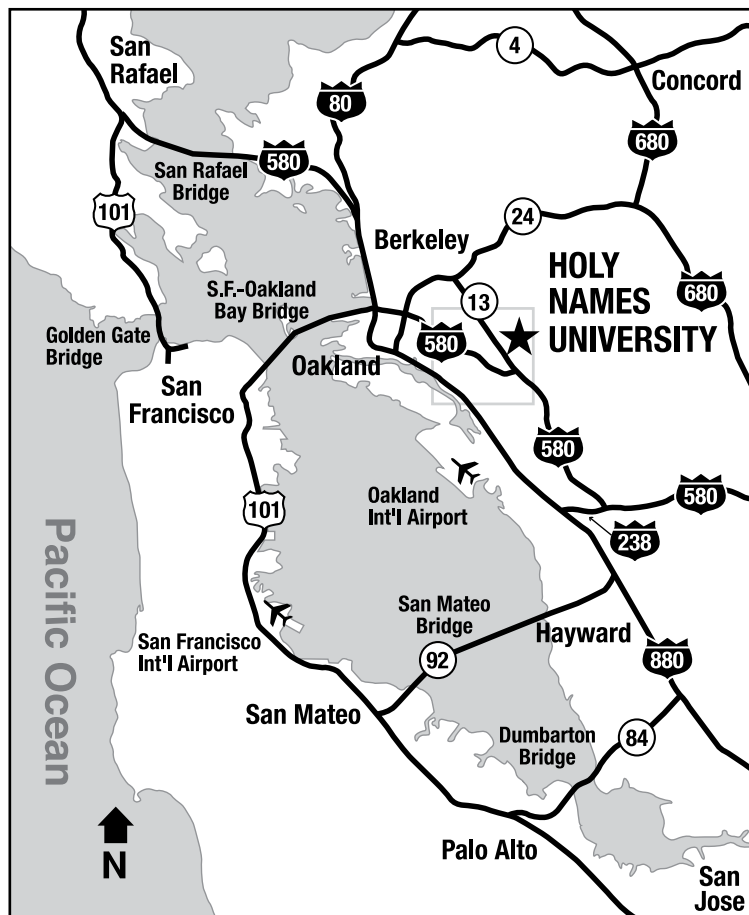 San
Rafael
4
Concord
80
680
580
San Rafael
Bridge
101
24
Berkeley
HOLY
NAMES
UNIVERSITY
13
680
S.F.-Oakland
Bay Bridge
Golden Gate
Bridge
580
Oakland
San
Francisco
580
580
Oakland
Int'l Airport
101
238
Pacific Ocean
San Mateo
Bridge
Hayward
San Francisco
Int'l Airport
92
880
San Mateo
Dumbarton
Bridge
84
N
Palo Alto
San
Jose